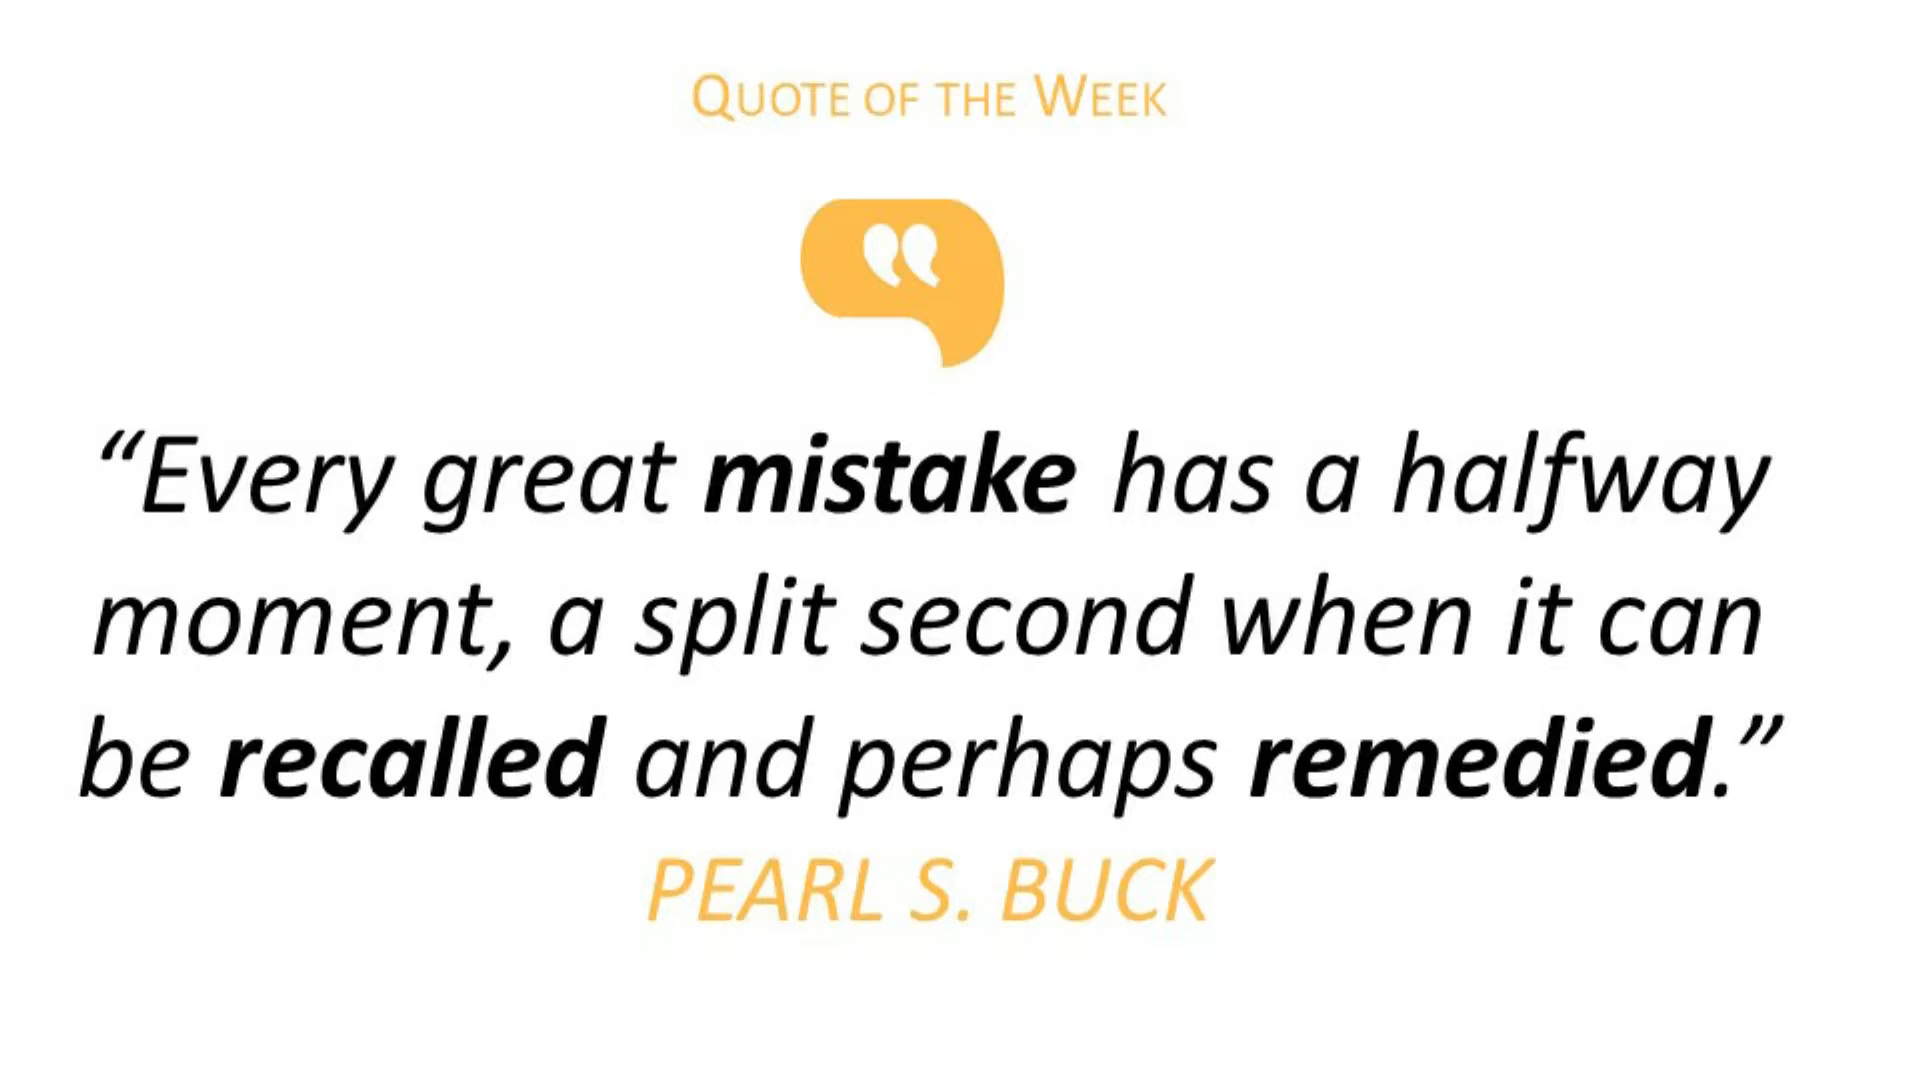 QUOTE OF THE WEEK
“Every great mistake has a halfway
moment, a split second when it can
be recalled and perhaps remedied.”
PEARL S. BUCK